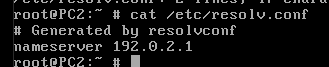 root@PC2:~ # cat /etc/resolv.conf
# Generated by resolvconf
nameserver 192.0.2.1
root@PC2:~ #